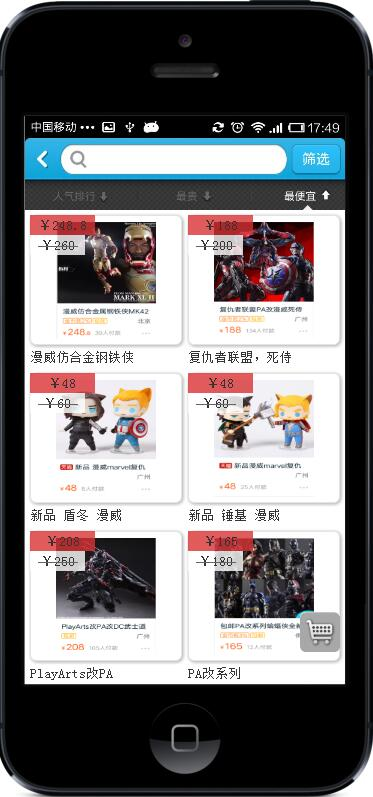 中国移动 ••• 17:49
筛选
人气排行 最贵 最便宜
￥248.8
￥260
MARK XLII
漫威仿合金钢铁侠MK42
北京
￥248.8 39人付款
漫威仿合金钢铁侠
￥188
￥200
复仇者联盟PA改漫威死侍
广州
￥188 134人付款
复仇者联盟，死侍
￥48
￥60
新品 漫威marvel复仇
广州
￥48 6人付款
新品 盾冬 漫威
￥48
￥60
新品漫威marvel复仇
广州
￥48 25人付款
新品 锤基 漫威
￥208
￥250
PlayArts改PA改DC武士道
广州
￥208 105人付款
PlayArts改PA
￥165
￥180
包邮PA改系列蝙蝠侠全
￥165 12人付款
PA改系列